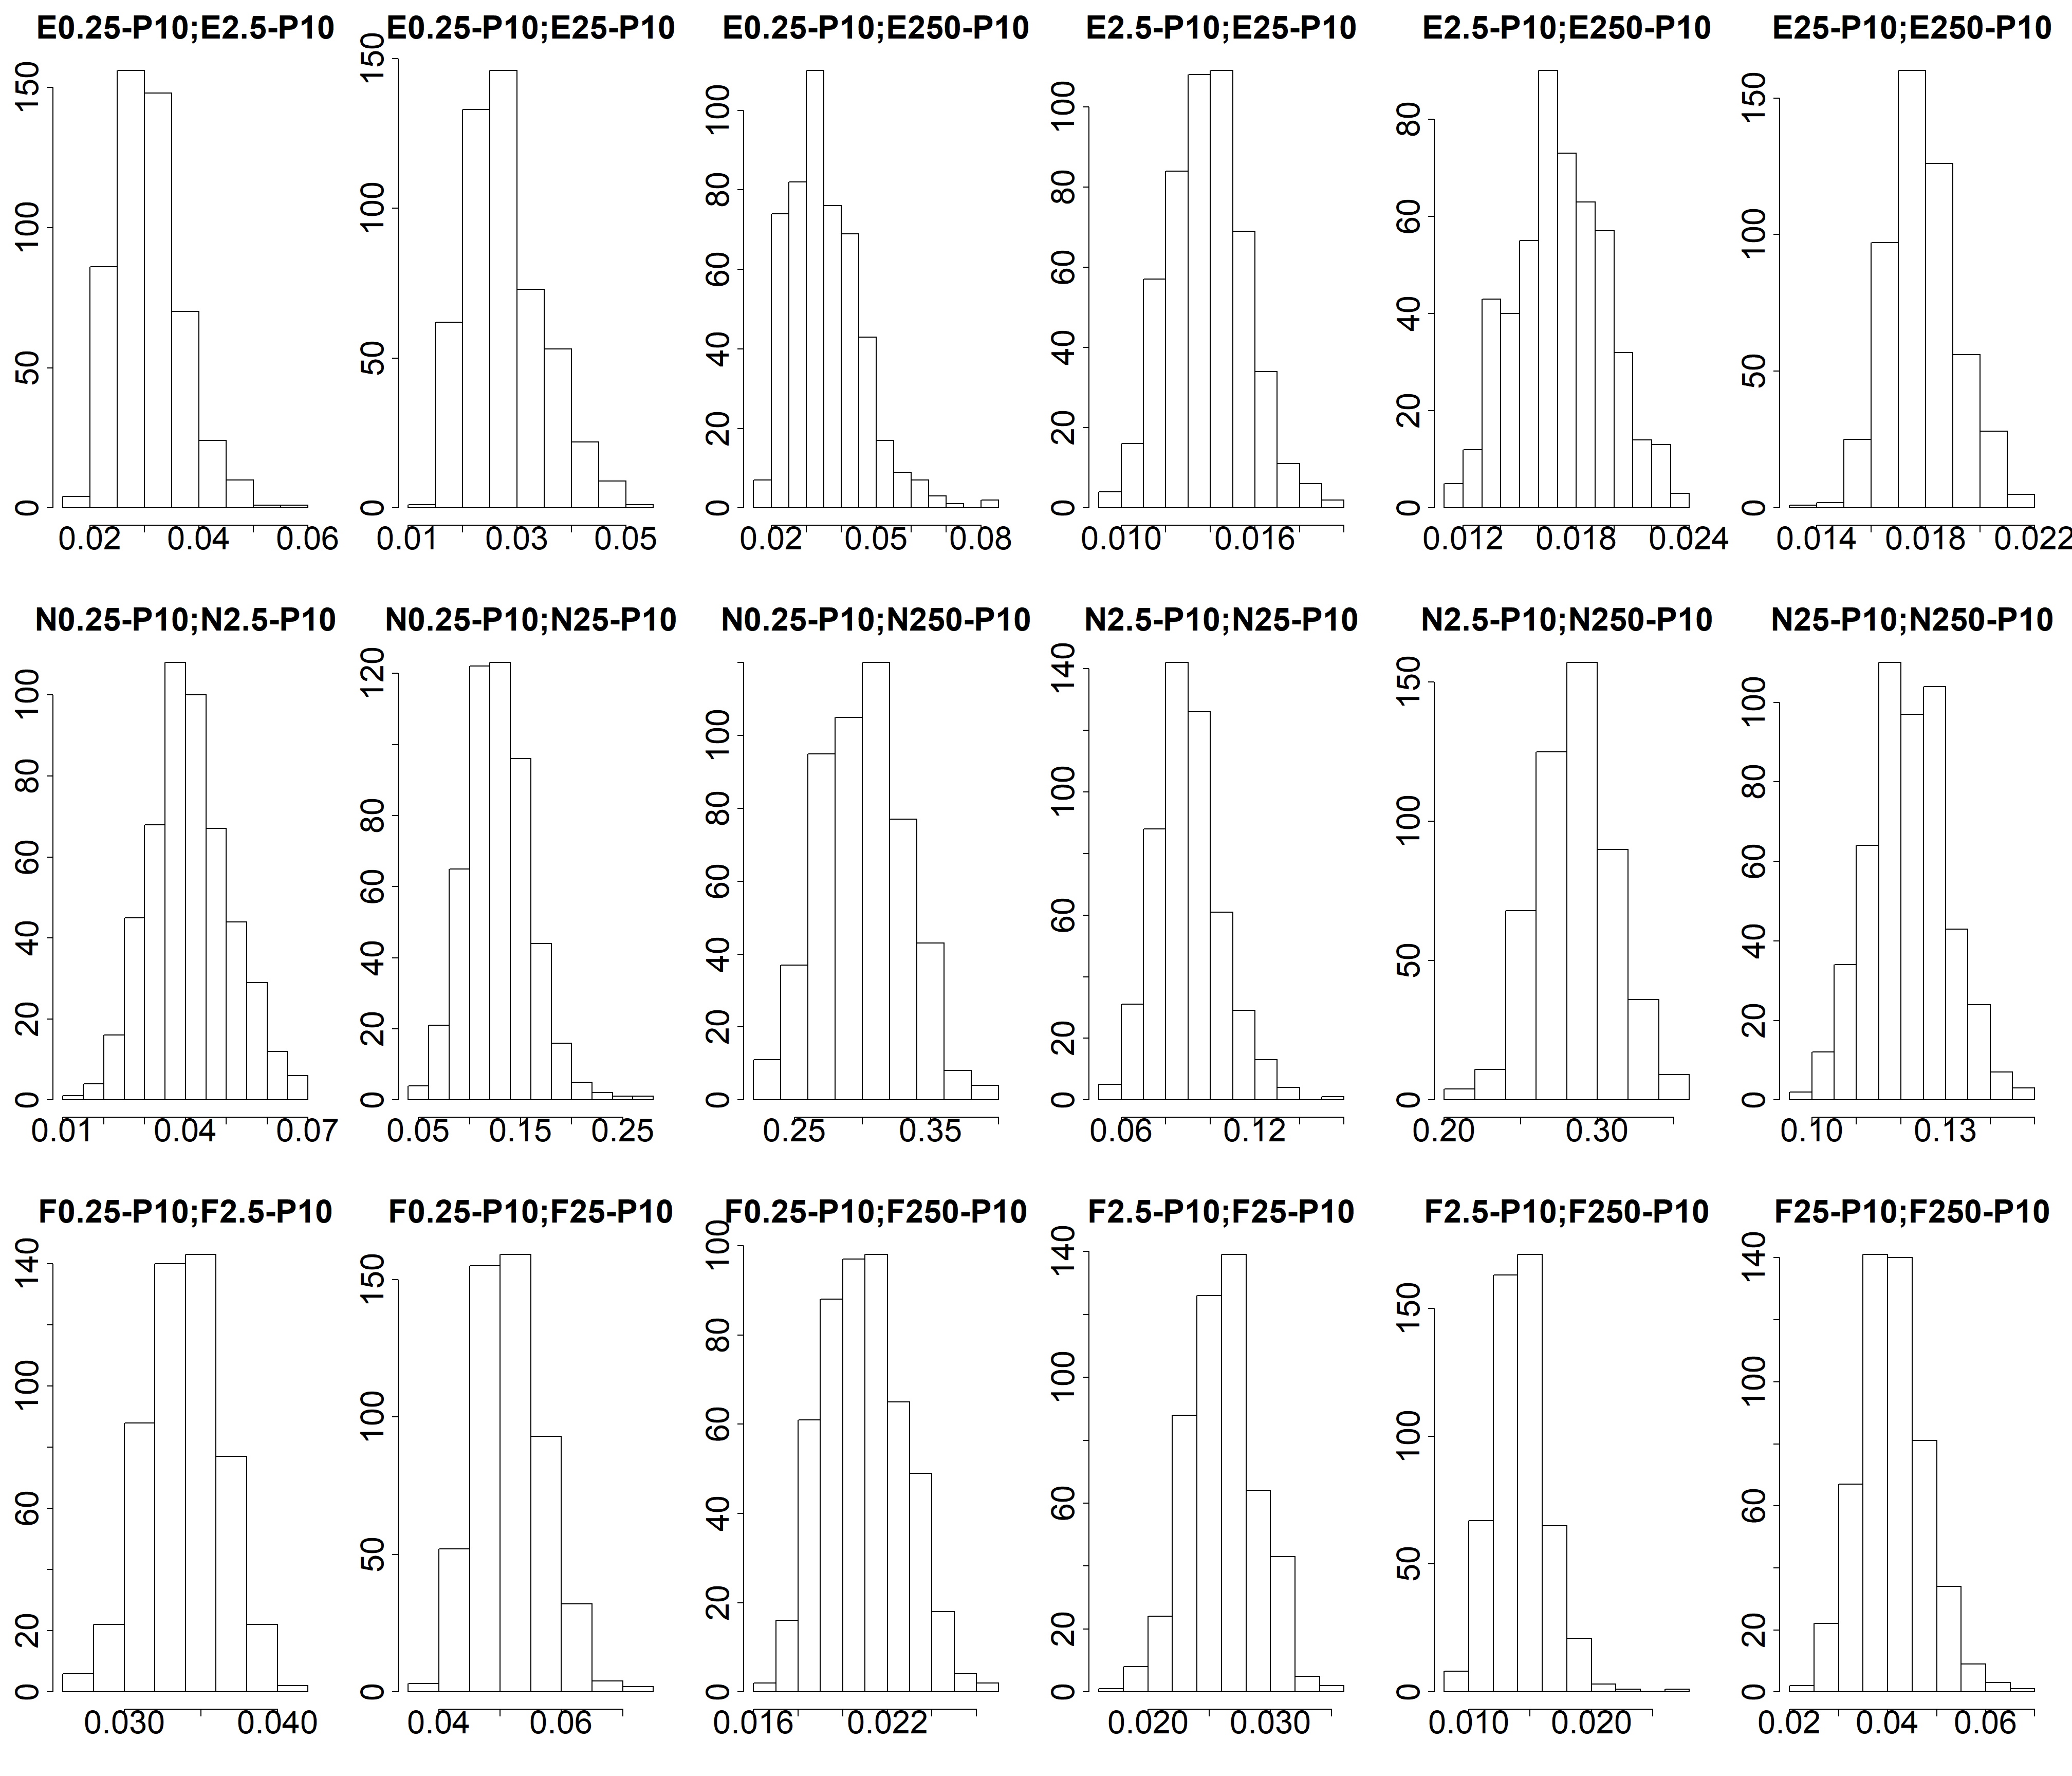 E0.25-P10;E2.5-P10 E0.25-P10;E25-P10 E0.25-P10;E250-P10 E2.5-P10;E25-P10 E2.5-P10;E250-P10 E25-P10;E250-P10
0 50 100 150 0 50 100 150 0 20 40 60 80 100 0 20 40 60 80 100 0 20 40 60 80 0 50 100 150
0.02 0.04 0.06 0.01 0.03 0.05 0.02 0.05 0.08 0.010 0.016 0.012 0.018 0.024 0.014 0.018 0.022
N0.25-P10;N2.5-P10 N0.25-P10;N25-P10 N0.25-P10;N250-P10 N2.5-P10;N25-P10 N2.5-P10;N250-P10 N25-P10;N250-P10
0 20 40 60 80 100 0 20 40 60 80 120 0 20 40 60 80 100 0 20 60 100 140 0 50 100 150 0 20 40 60 80 100
0.01 0.04 0.07 0.05 0.15 0.25 0.25 0.35 0.06 0.12 0.20 0.30 0.10 0.13
F0.25-P10;F2.5-P10 F0.25-P10;F25-P10 F0.25-P10;F250-P10 F2.5-P10;F25-P10 F2.5-P10;F250-P10 F25-P10;F250-P10
0 20 60 100 140 0 50 100 150 0 20 40 60 80 100 0 20 60 100 140 0 50 100 150 0 20 60 100 140
0.030 0.040 0.04 0.06 0.016 0.022 0.020 0.030 0.010 0.020 0.02 0.04 0.06